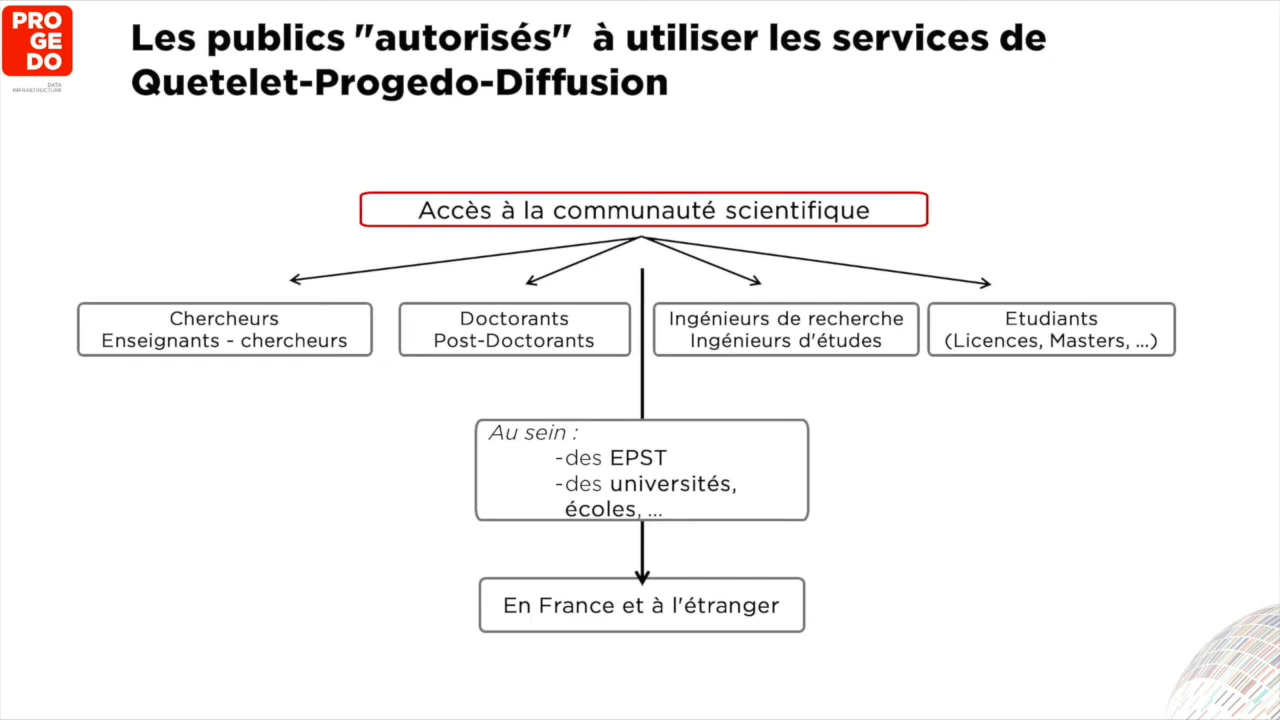 PRO
GE
DO
DATA
INFRASTRUCTURE
Les publics "autorisés" à utiliser les services de
Quetelet-Progedo-Diffusion
Accès à la communauté scientifique
Chercheurs
Enseignants - chercheurs
Doctorants
Post-Doctorants
Ingénieurs de recherche
Ingénieurs d'études
Etudiants
(Licences, Masters, ...)
Au sein :
-des EPST
-des universités,
écoles, ...
En France et à l'étranger